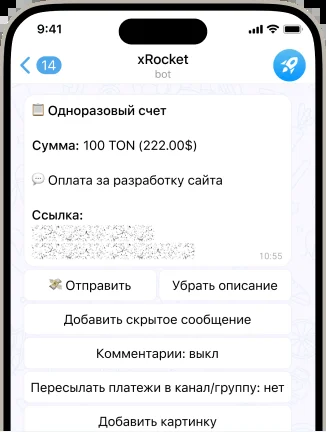 9:41
14
xRocket
bot
Одноразовый счет
Сумма: 100 TON (222.00$)
Оплата за разработку сайта
Ссылка:
10:55
Отправить
Убрать описание
Добавить скрытое сообщение
Комментарии: выкл
Пересылать платежи в канал/группу: нет
Добавить картинку